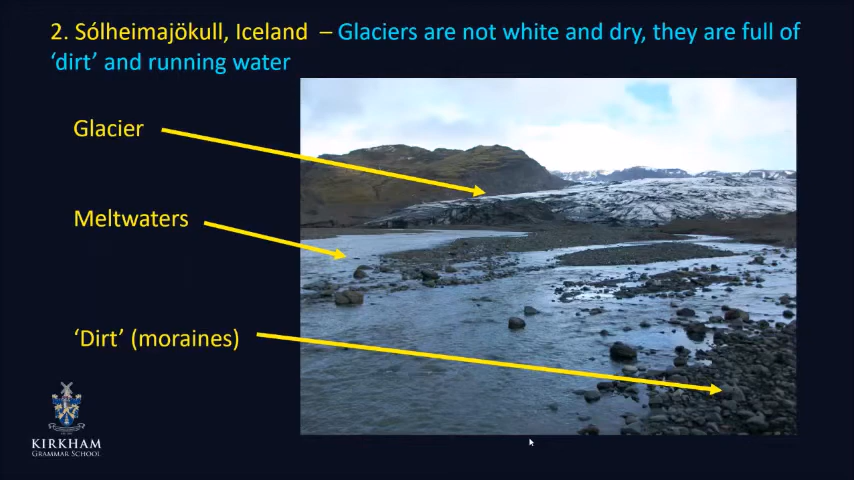 2. Sólheimajökull, Iceland – Glaciers are not white and dry, they are full of
‘dirt’ and running water
Glacier
Meltwaters
‘Dirt’ (moraines)
KIRKHAM
GRAMMAR SCHOOL